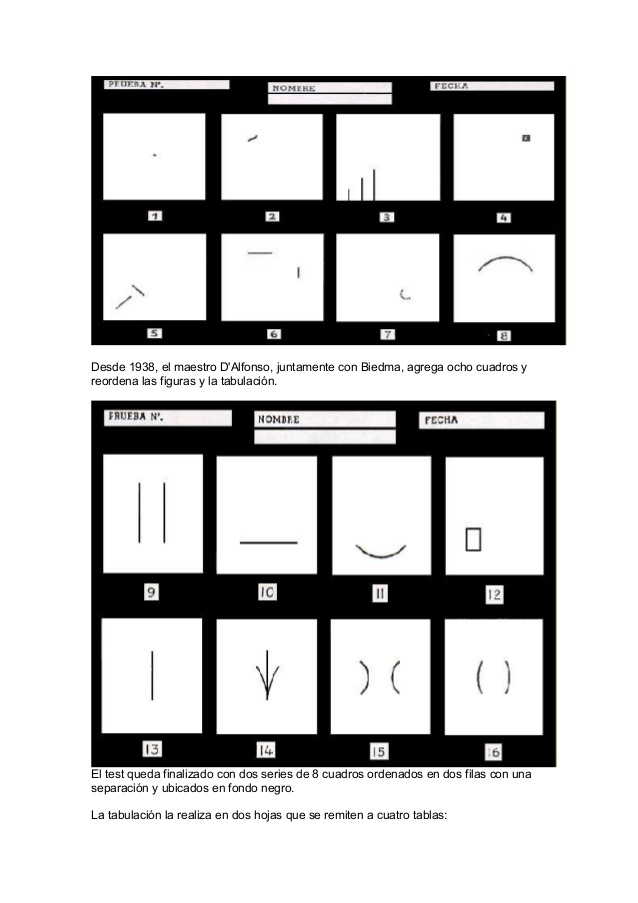 PRUEBA Nº. NOMBRE FECHA
1 2 3 4
5 6 7 8
Desde 1938, el maestro D'Alfonso, juntamente con Biedma, agrega ocho cuadros y
reordena las figuras y la tabulación.
PRUEBA Nº. NOMBRE FECHA
9 10 11 12
13 14 15 16
El test queda finalizado con dos series de 8 cuadros ordenados en dos filas con una
separación y ubicados en fondo negro.
La tabulación la realiza en dos hojas que se remiten a cuatro tablas: